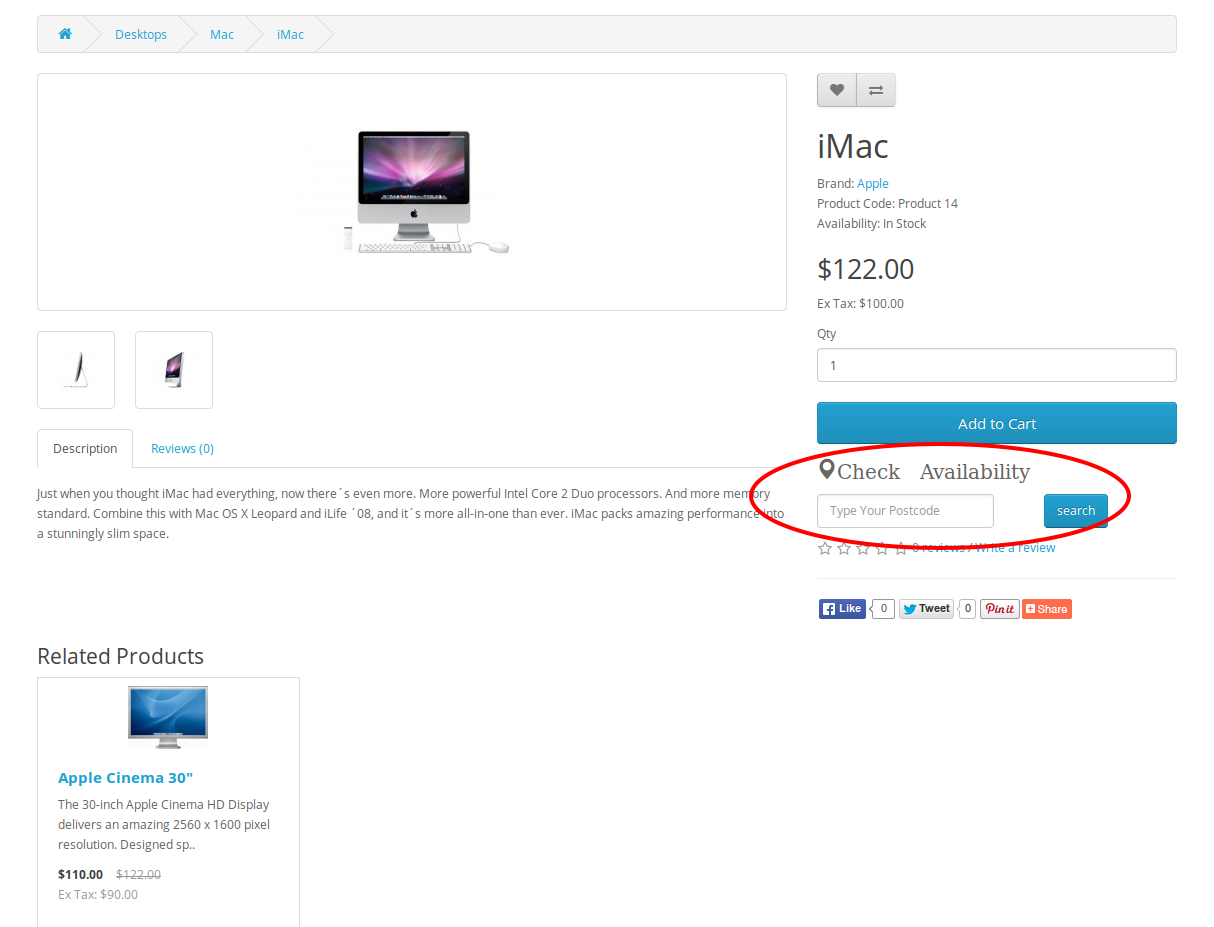 Desktops Mac iMac
iMac
Brand: Apple
Product Code: Product 14
Availability: In Stock
$122.00
Ex Tax: $100.00
Qty
1
Add to Cart
Check Availability
Type Your Postcode search
0 reviews / Write a review
Like 0 Tweet 0 Pin it Share
Description Reviews (0)
Just when you thought iMac had everything, now there´s even more. More powerful Intel Core 2 Duo processors. And more memory
standard. Combine this with Mac OS X Leopard and iLife ´08, and it´s more all-in-one than ever. iMac packs amazing performance into
a stunningly slim space.
Related Products
Apple Cinema 30"
The 30-inch Apple Cinema HD Display
delivers an amazing 2560 x 1600 pixel
resolution. Designed sp..
$110.00 $122.00
Ex Tax: $90.00